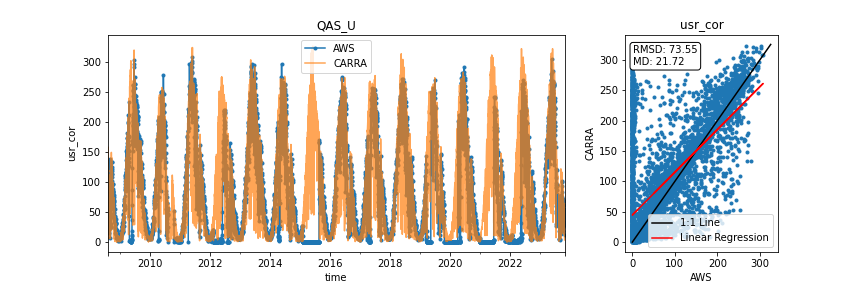 QAS_U
AWS
CARRA
300
250
200
150
100
50
0
usr_cor
2010
2012
2014
2016
2018
2020
2022
time
usr_cor
RMSD: 73.55
MD: 21.72
300
250
200
150
100
50
0
CARRA
1:1 Line
Linear Regression
0
100
200
300
AWS